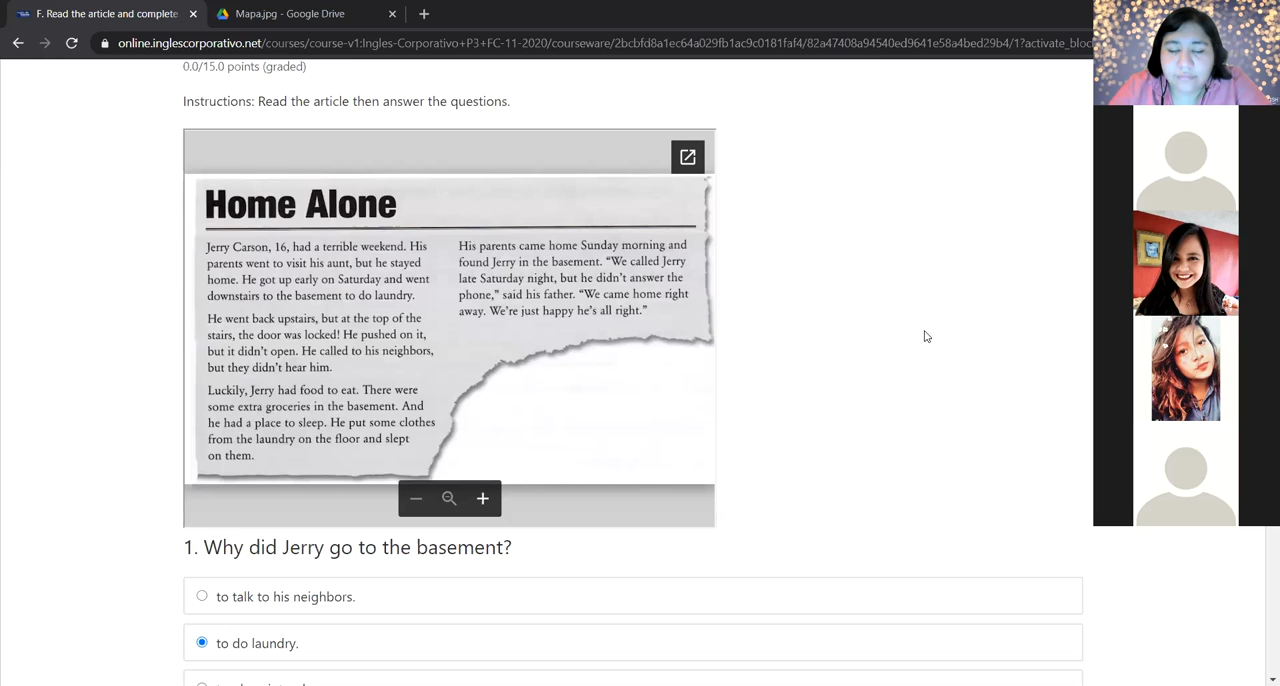 F. Read the article and complete
Mapa.jpg - Google Drive
online.inglescorporativo.net/courses/course-v1:Ingles-Corporativo+P3+FC-11-2020/courseware/2bcbfd8a1ec64a029fb1ac9c0181faf4/82a47408a94540ed9641e58a4bed29b4/1?activate_bloc
0.0/15.0 points (graded)
Instructions: Read the article then answer the questions.
Home Alone
Jerry Carson, 16, had a terrible weekend. His
parents went to visit his aunt, but he stayed
home. He got up early on Saturday and went
downstairs to the basement to do laundry.
He went back upstairs, but at the top of the
stairs, the door was locked! He pushed on it,
but it didn't open. He called to his neighbors,
but they didn't hear him.
Luckily, Jerry had food to eat. There were
some extra groceries in the basement. And
he had a place to sleep. He put some clothes
from the laundry on the floor and slept
on them.
His parents came home Sunday morning and
found Jerry in the basement. “We called Jerry
late Saturday night, but he didn't answer the
phone,” said his father. “We came home right
away. We're just happy he's all right.”
1. Why did Jerry go to the basement?
to talk to his neighbors.
to do laundry.